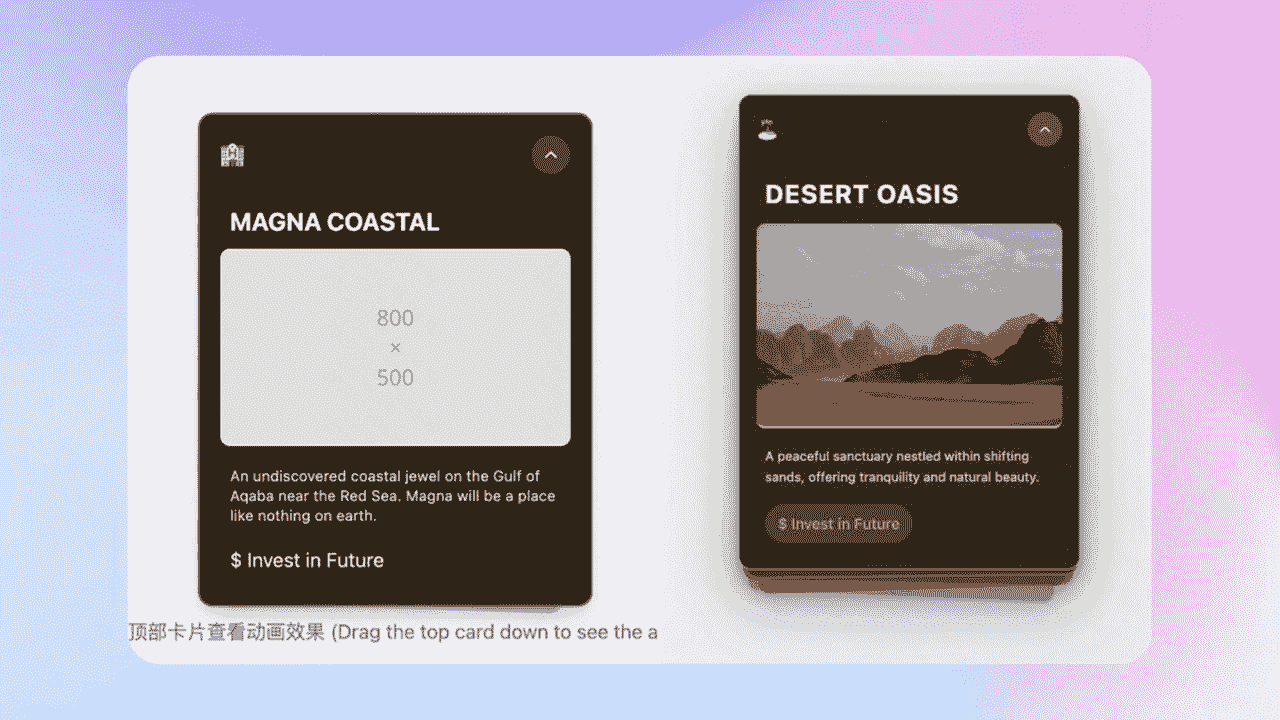 MAGNA COASTAL
800
×
500
An undiscovered coastal jewel on the Gulf of
Aqaba near the Red Sea. Magna will be a place
like nothing on earth.
$ Invest in Future
顶部卡片查看动画效果 (Drag the top card down to see the a
DESERT OASIS
A peaceful sanctuary nestled within shifting
sands, offering tranquility and natural beauty.
$ Invest in Future